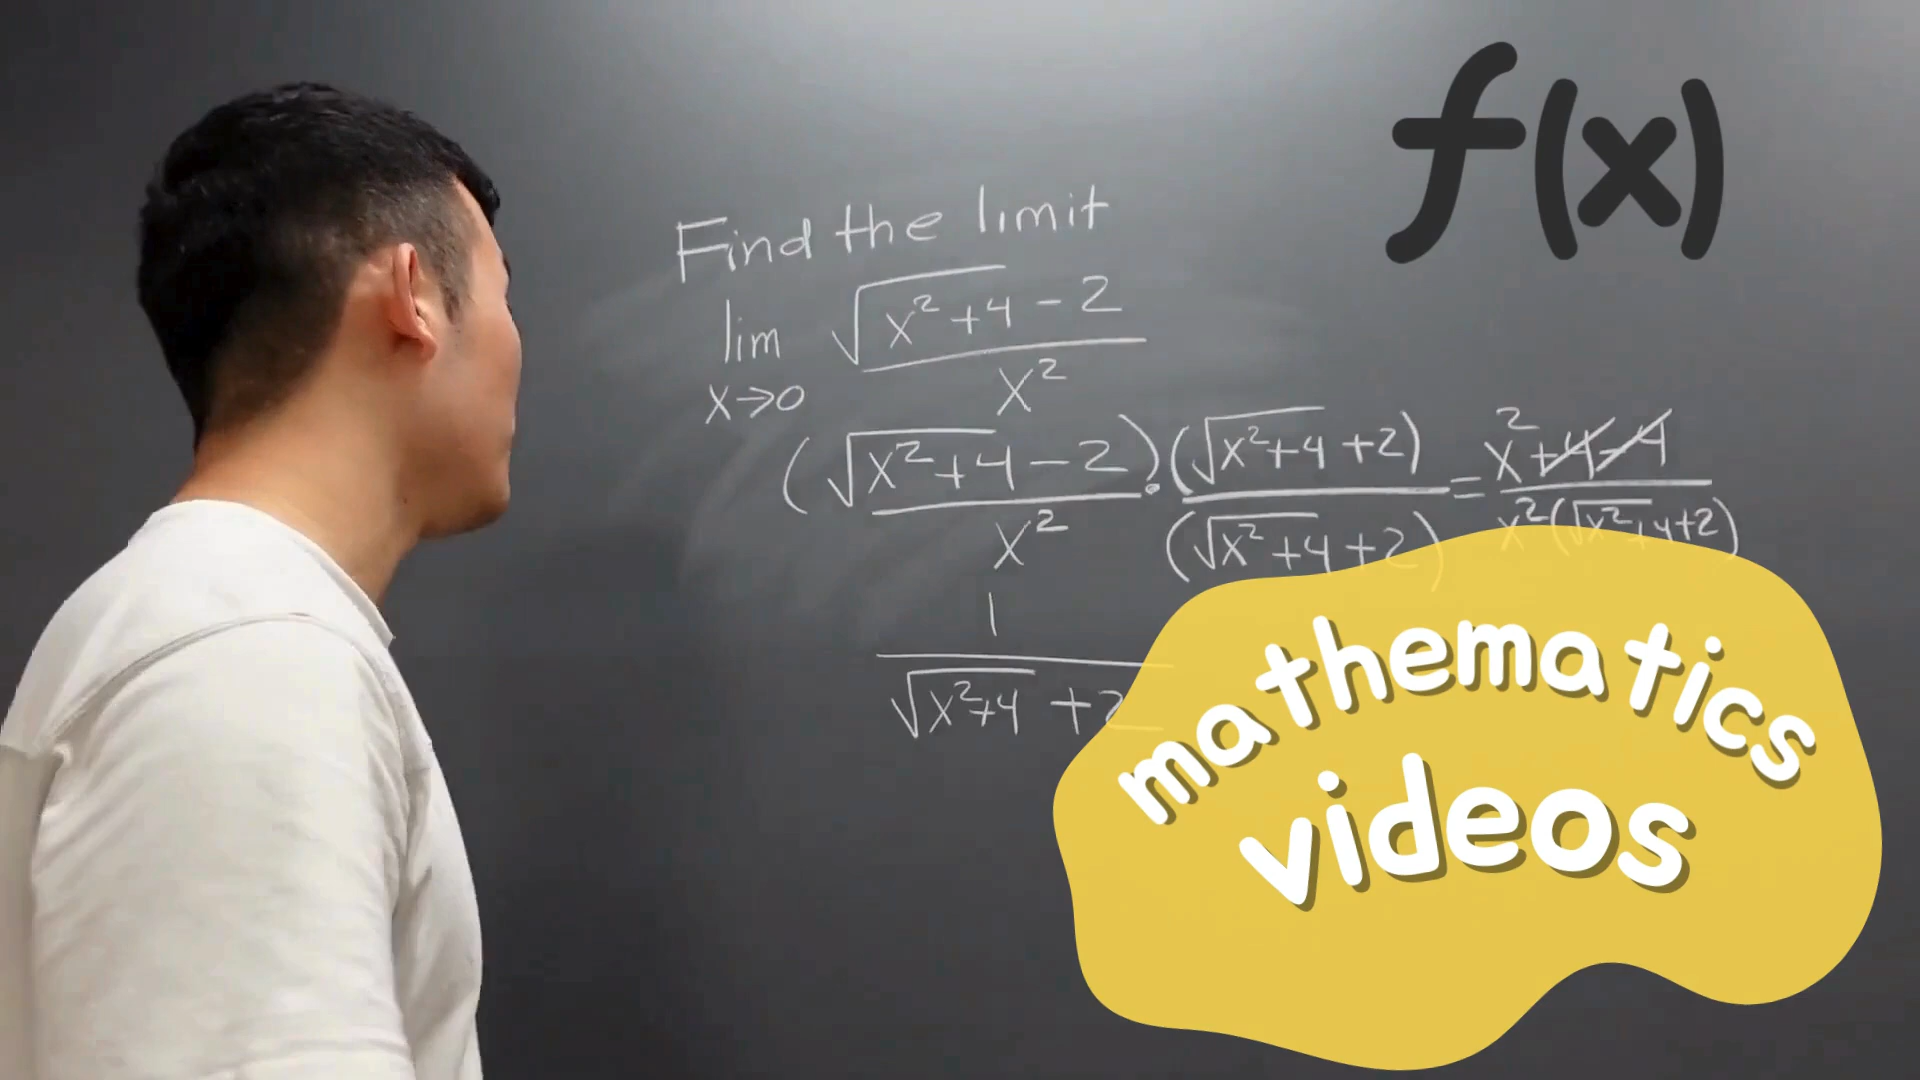 f(x)
Find the limit
lim x→0 √(x²+4) - 2 / x²
(√(x²+4) - 2) / x² · (√(x²+4) + 2) / (√(x²+4) + 2) = x²+4-4 / x²(√(x²+4)+2)
1 / √(x²+4) +
mathematics
videos